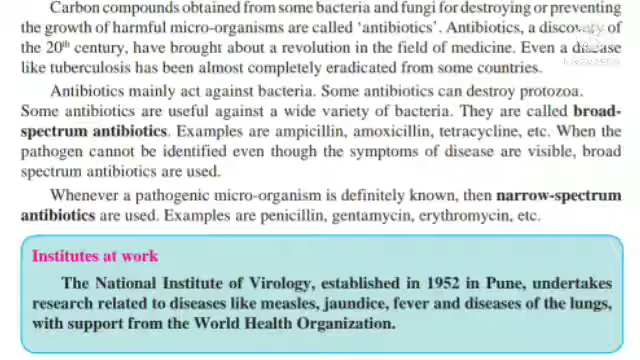 Carbon compounds obtained from some bacteria and fungi for destroying or preventing
the growth of harmful micro-organisms are called ‘antibiotics’. Antibiotics, a discovery of
the 20th century, have brought about a revolution in the field of medicine. Even a disease
like tuberculosis has been almost completely eradicated from some countries.
Antibiotics mainly act against bacteria. Some antibiotics can destroy protozoa.
Some antibiotics are useful against a wide variety of bacteria. They are called broad-
spectrum antibiotics. Examples are ampicillin, amoxicillin, tetracycline, etc. When the
pathogen cannot be identified even though the symptoms of disease are visible, broad
spectrum antibiotics are used.
Whenever a pathogenic micro-organism is definitely known, then narrow-spectrum
antibiotics are used. Examples are penicillin, gentamycin, erythromycin, etc.
Institutes at work
The National Institute of Virology, established in 1952 in Pune, undertakes
research related to diseases like measles, jaundice, fever and diseases of the lungs,
with support from the World Health Organization.